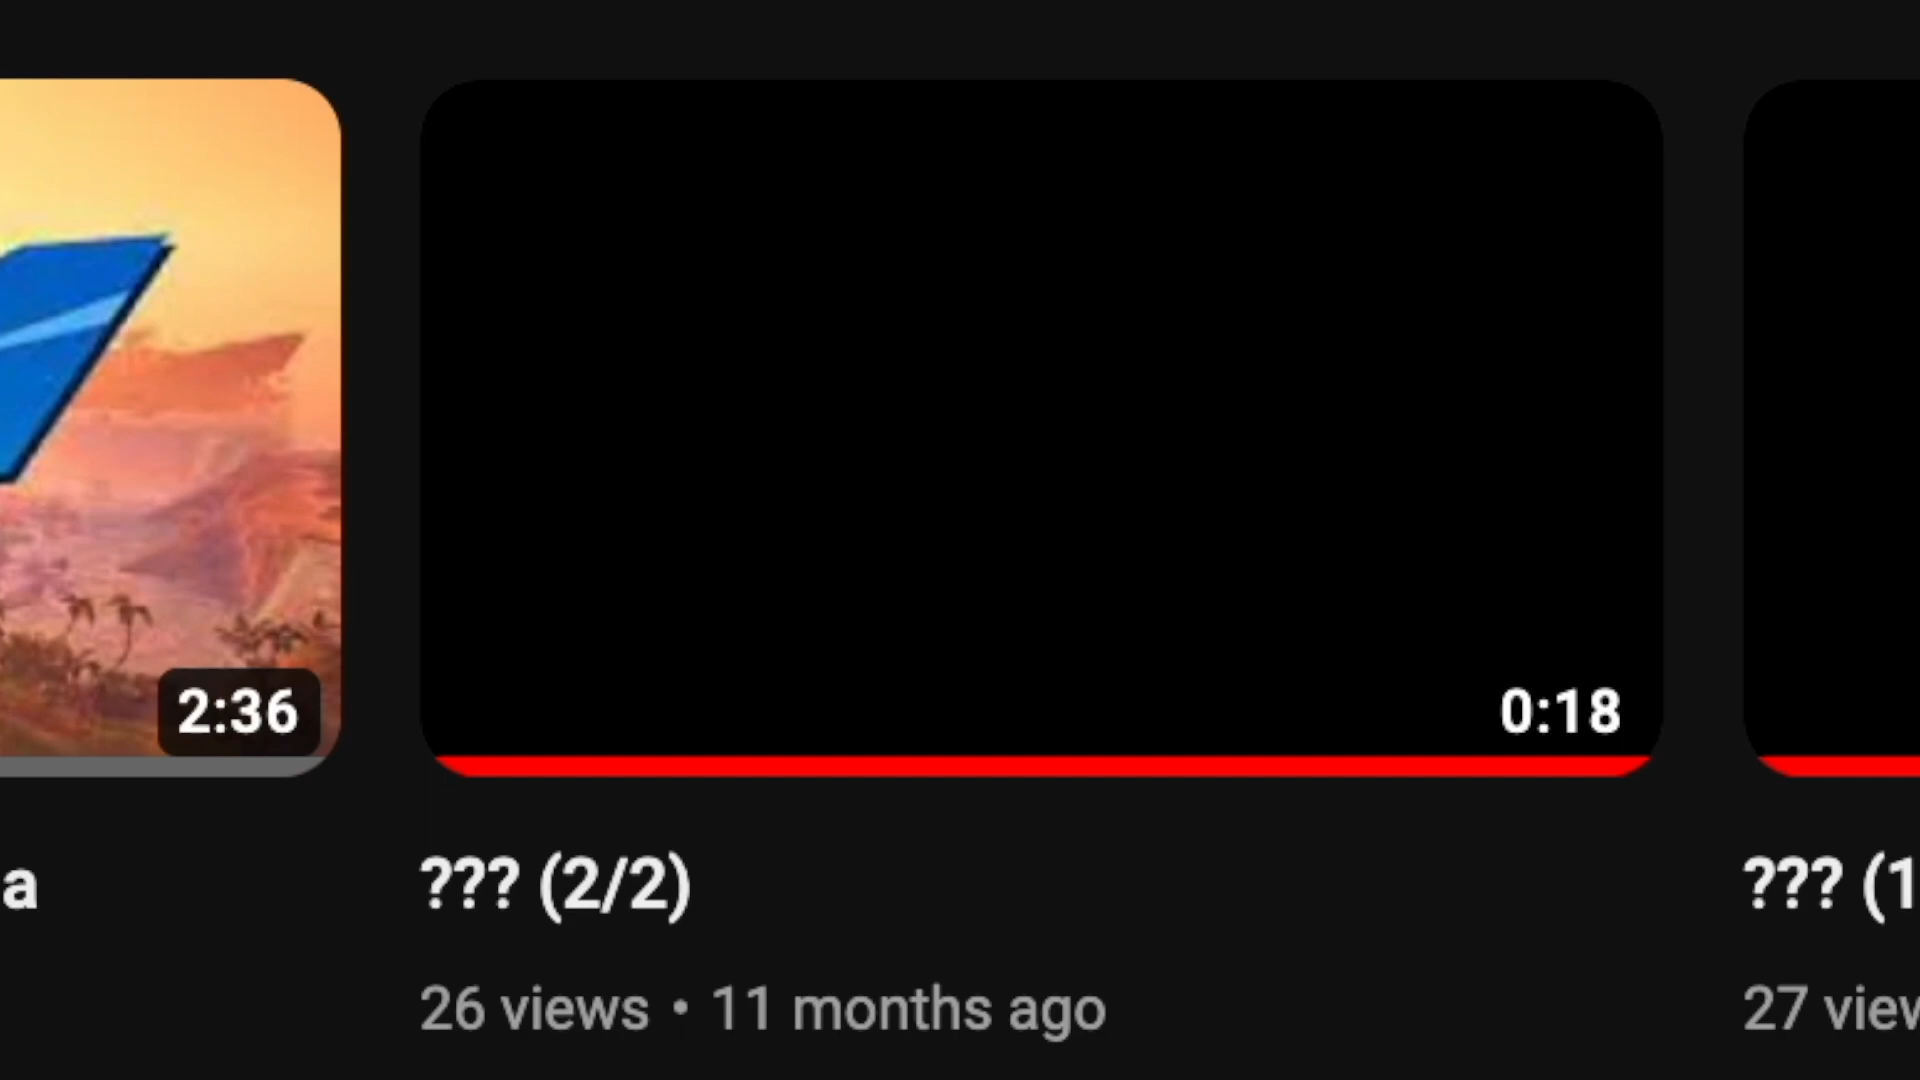 2:36
0:18
a
??? (2/2)
??? (1
26 views • 11 months ago
27 view